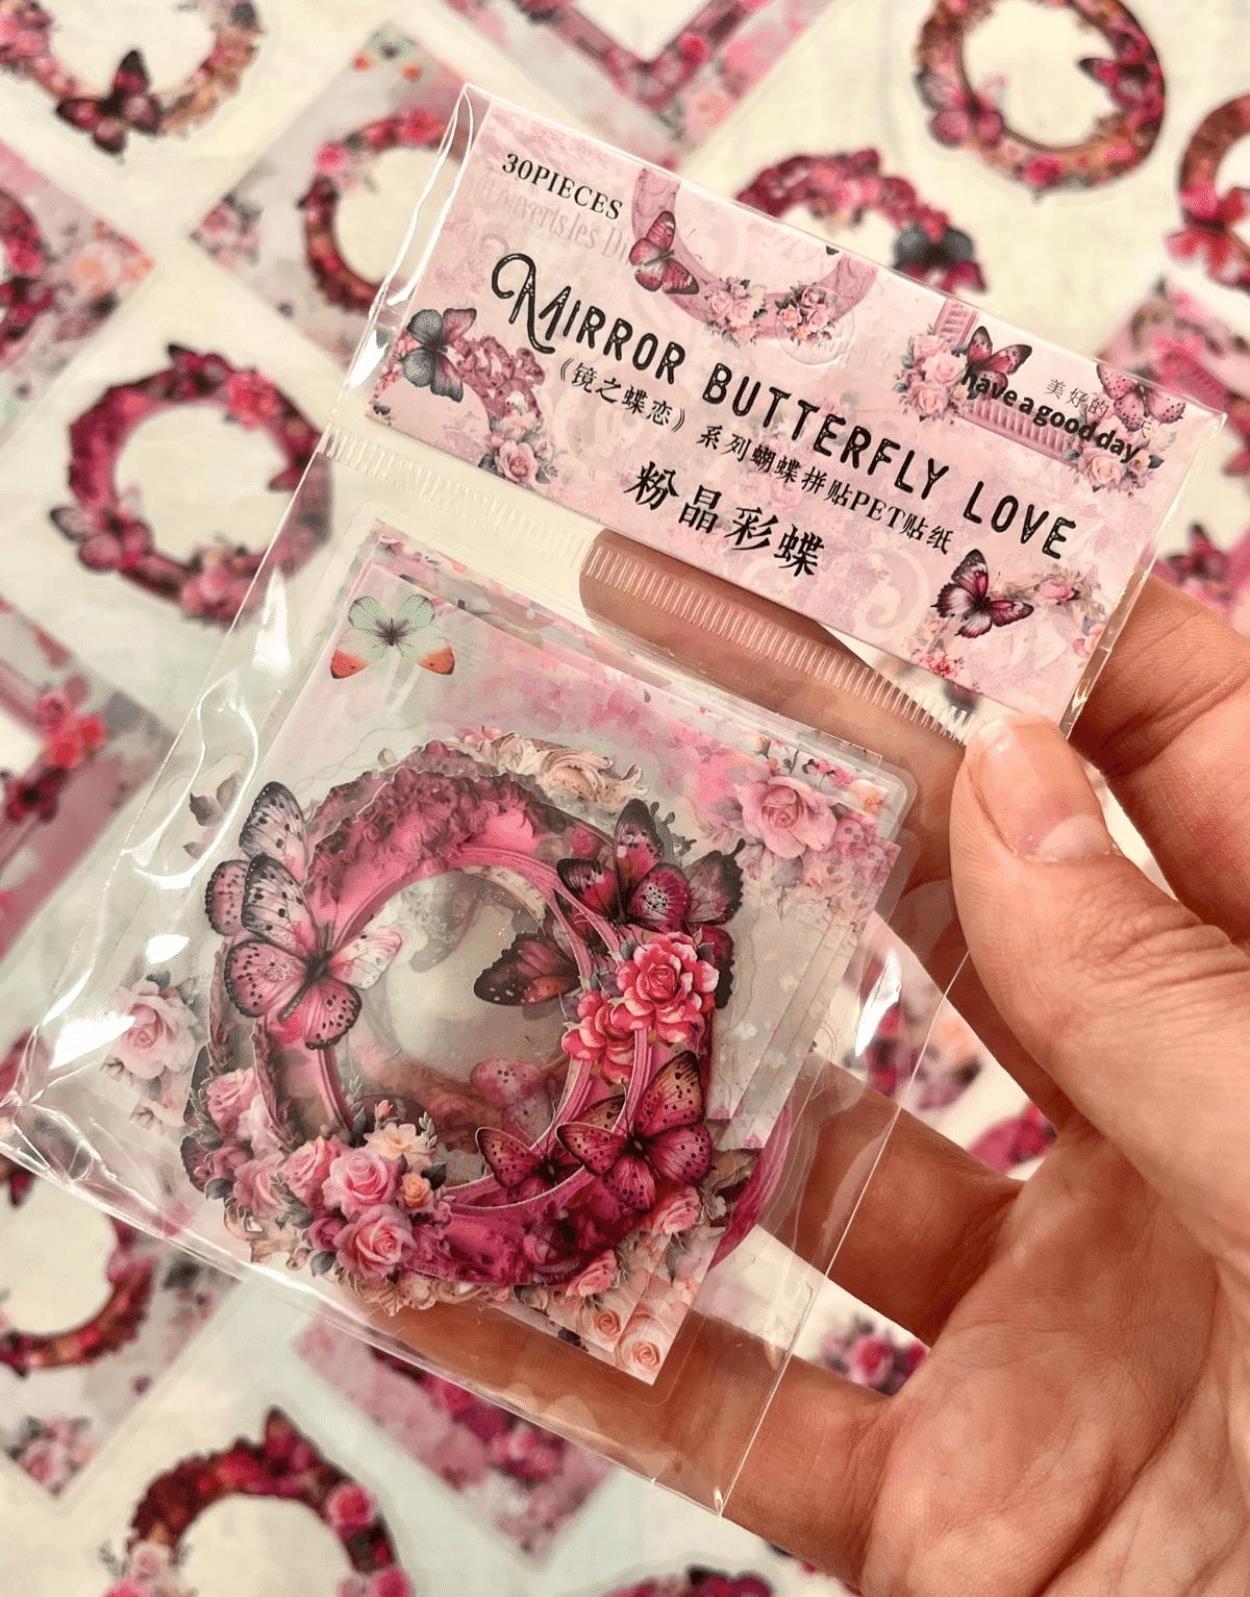 30PIECES
MIRROR BUTTERFLY LOVE
《镜之蝶恋》系列蝴蝶拼贴PET贴纸
粉晶彩蝶
美好的
have a good day